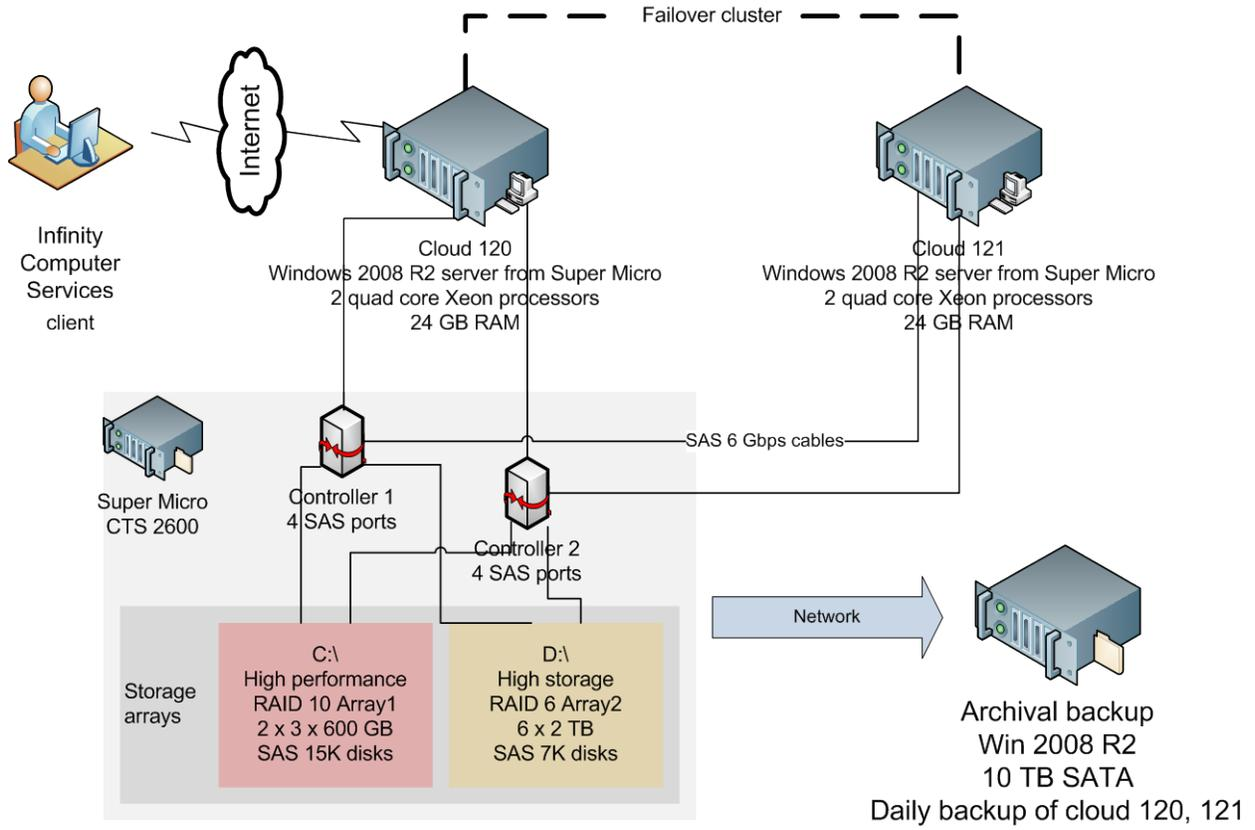 Failover cluster
Internet
Infinity
Computer
Services
client
Cloud 120
Windows 2008 R2 server from Super Micro
2 quad core Xeon processors
24 GB RAM
Cloud 121
Windows 2008 R2 server from Super Micro
2 quad core Xeon processors
24 GB RAM
SAS 6 Gbps cables
Super Micro
CTS 2600
Controller 1
4 SAS ports
Controller 2
4 SAS ports
Storage
arrays
C:\
High performance
RAID 10 Array1
2 x 3 x 600 GB
SAS 15K disks
D:\
High storage
RAID 6 Array2
6 x 2 TB
SAS 7K disks
Network
Archival backup
Win 2008 R2
10 TB SATA
Daily backup of cloud 120, 121